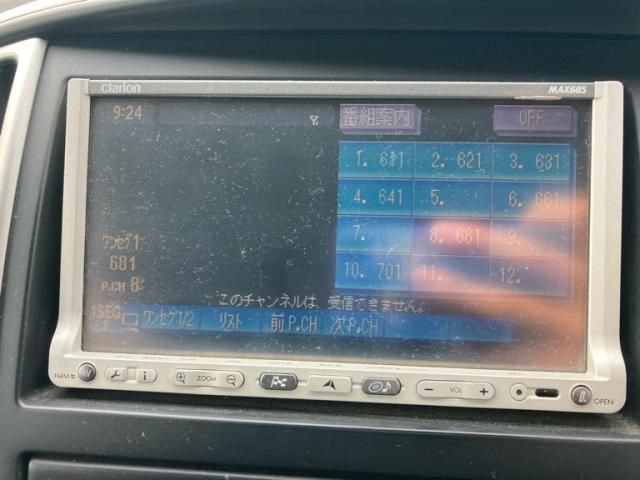 clarion
MAX685
9:24
番組案内
OFF
1. 611 2. 621 3. 631
4. 641 5. 6. 661
7. 8. 681 9.
10. 701 11. 12.
ワンセグ1
681
P.CH 8
このチャンネルは、受信できません。
1SEG
ワンセグ1/2 リスト 前P.CH 次P.CH
NAVI AV
i
ZOOM
− VOL +
OPEN